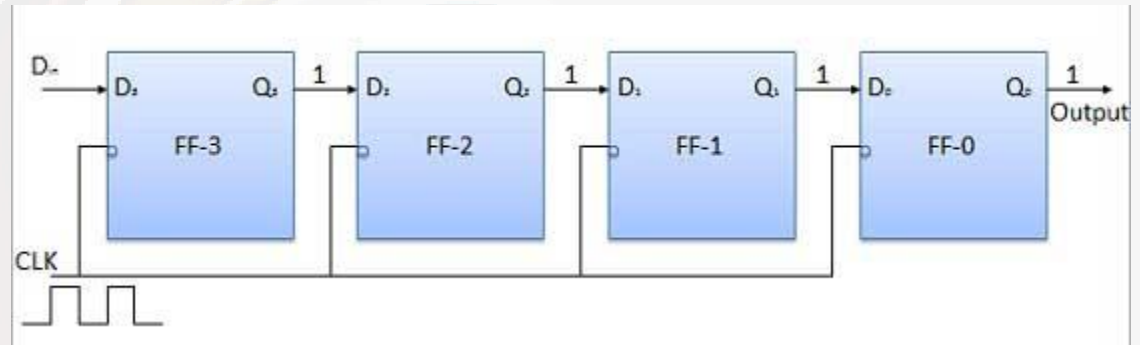 D 1 1 1 1
D₃ Q₃ D₂ Q₂ D₁ Q₁ D₀ Q₀
Output
FF-3 FF-2 FF-1 FF-0
CLK